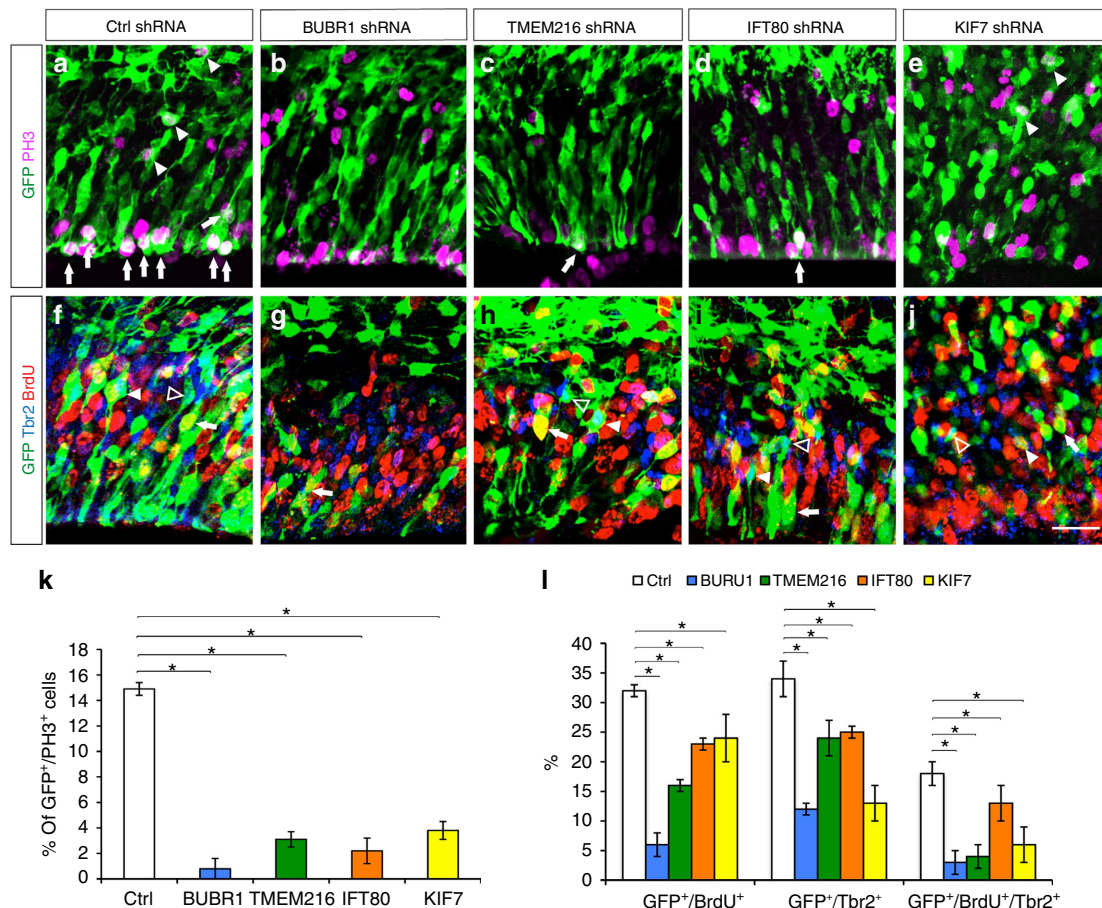 Ctrl shRNA
BUBR1 shRNA
TMEM216 shRNA
IFT80 shRNA
KIF7 shRNA
GFP PH3
a
b
c
d
e
GFP Tbr2 BrdU
f
g
h
i
j
k
% Of GFP⁺/PH3⁺ cells
18
16
14
12
10
8
6
4
2
0
*
*
*
*
Ctrl
BUBR1
TMEM216
IFT80
KIF7
l
Ctrl
BURU1
TMEM216
IFT80
KIF7
%
40
35
30
25
20
15
10
5
0
*
*
*
*
*
*
*
*
*
*
*
*
GFP⁺/BrdU⁺
GFP⁺/Tbr2⁺
GFP⁺/BrdU⁺/Tbr2⁺